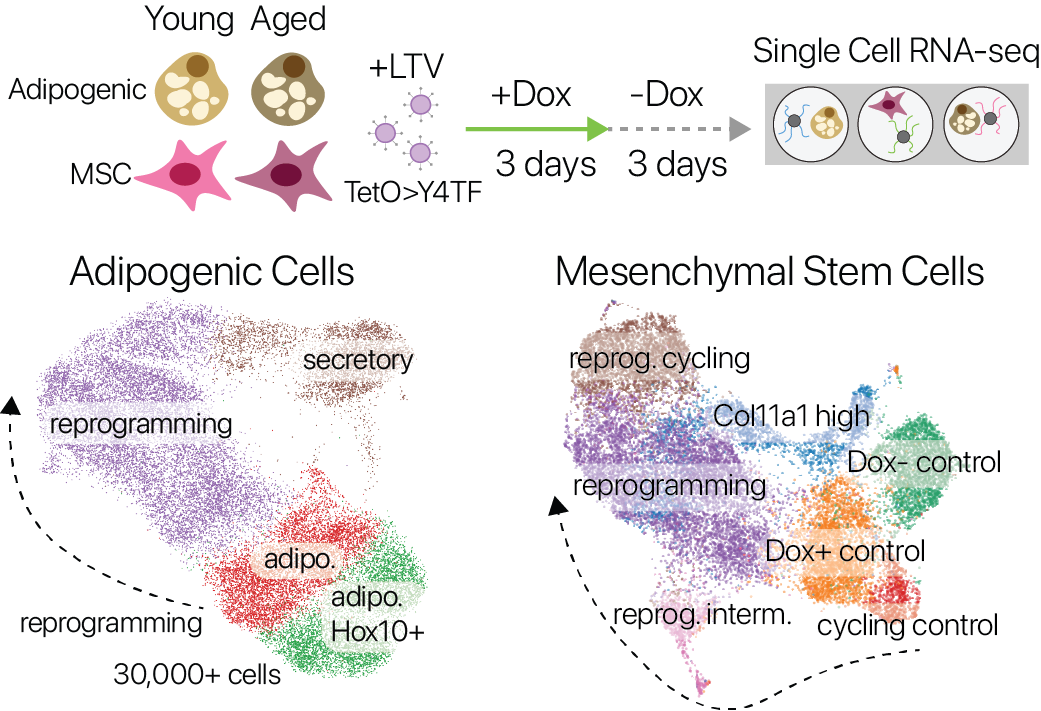 Young Aged
Adipogenic
MSC
+LTV
TetO>Y4TF
+Dox
3 days
-Dox
3 days
Single Cell RNA-seq
Adipogenic Cells
secretory
reprogramming
adipo.
adipo.
Hox10+
reprogramming
30,000+ cells
Mesenchymal Stem Cells
reprog. cycling
Col11a1 high
Dox- control
reprogramming
Dox+ control
reprog. interm.
cycling control